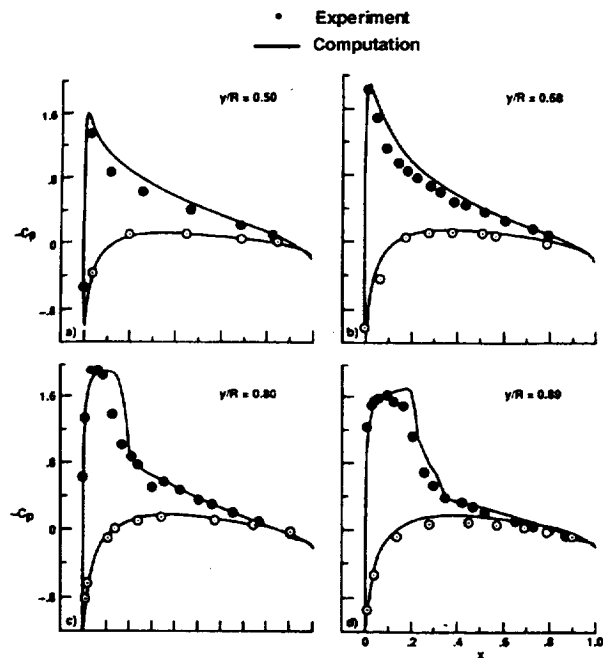 Experiment
Computation
y/R = 0.50
y/R = 0.68
1.6
.8
0
-.8
-Cp
a)
b)
y/R = 0.80
y/R = 0.89
1.6
.8
0
-.8
-Cp
c)
d)
0 .2 .4 .6 .8 1.0
x